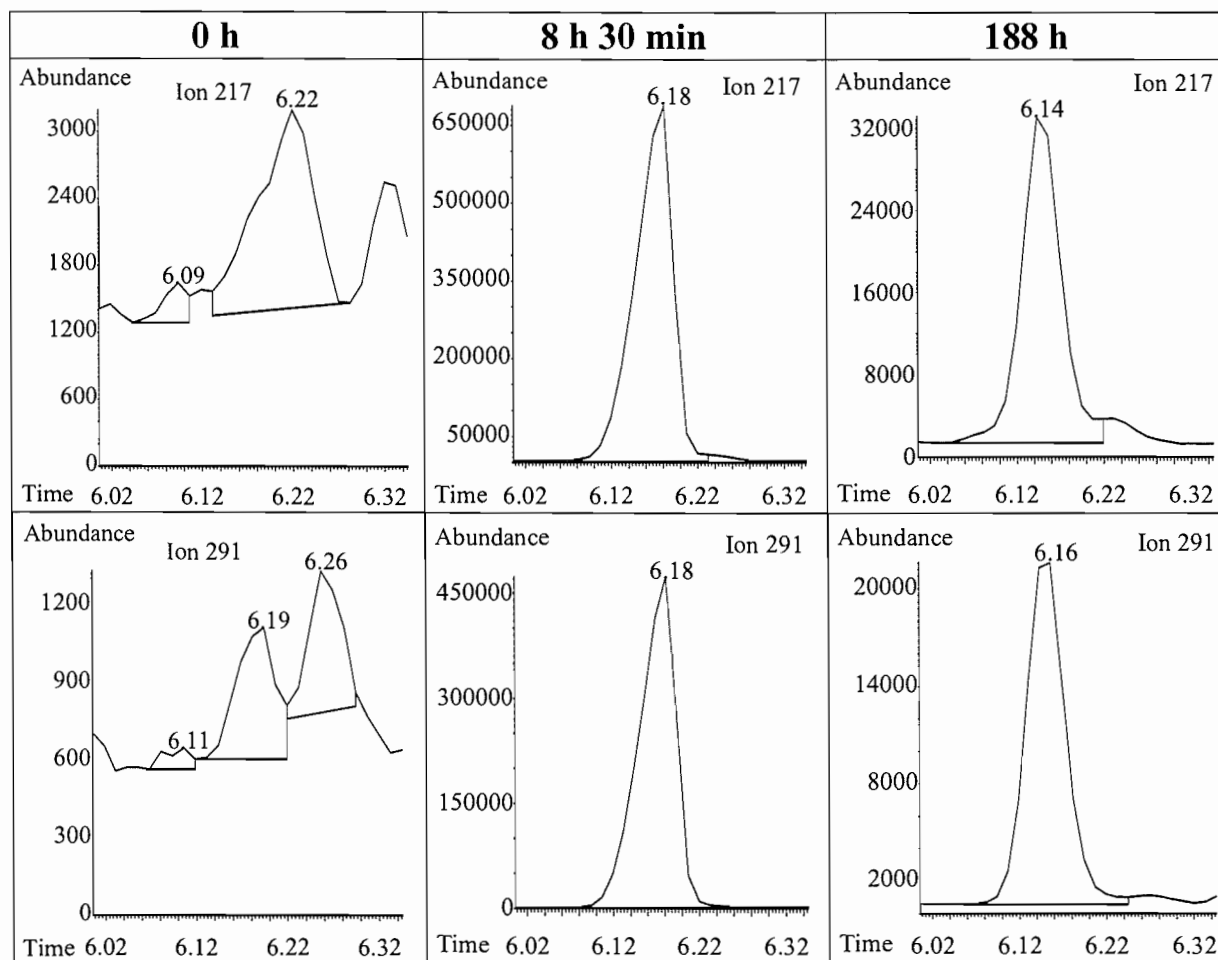 0 h
8 h 30 min
188 h
Abundance
Ion 217
6.22
3000
2400
1800
6.09
1200
600
0
Time 6.02 6.12 6.22 6.32
Abundance
6.18
Ion 217
650000
500000
350000
200000
50000
Time 6.02 6.12 6.22 6.32
Abundance
Ion 217
6.14
32000
24000
16000
8000
0
Time 6.02 6.12 6.22 6.32
Abundance
Ion 291
6.26
1200
6.19
900
6.11
600
300
0
Time 6.02 6.12 6.22 6.32
Abundance
Ion 291
6.18
450000
300000
150000
0
Time 6.02 6.12 6.22 6.32
Abundance
Ion 291
6.16
20000
14000
8000
2000
Time 6.02 6.12 6.22 6.32